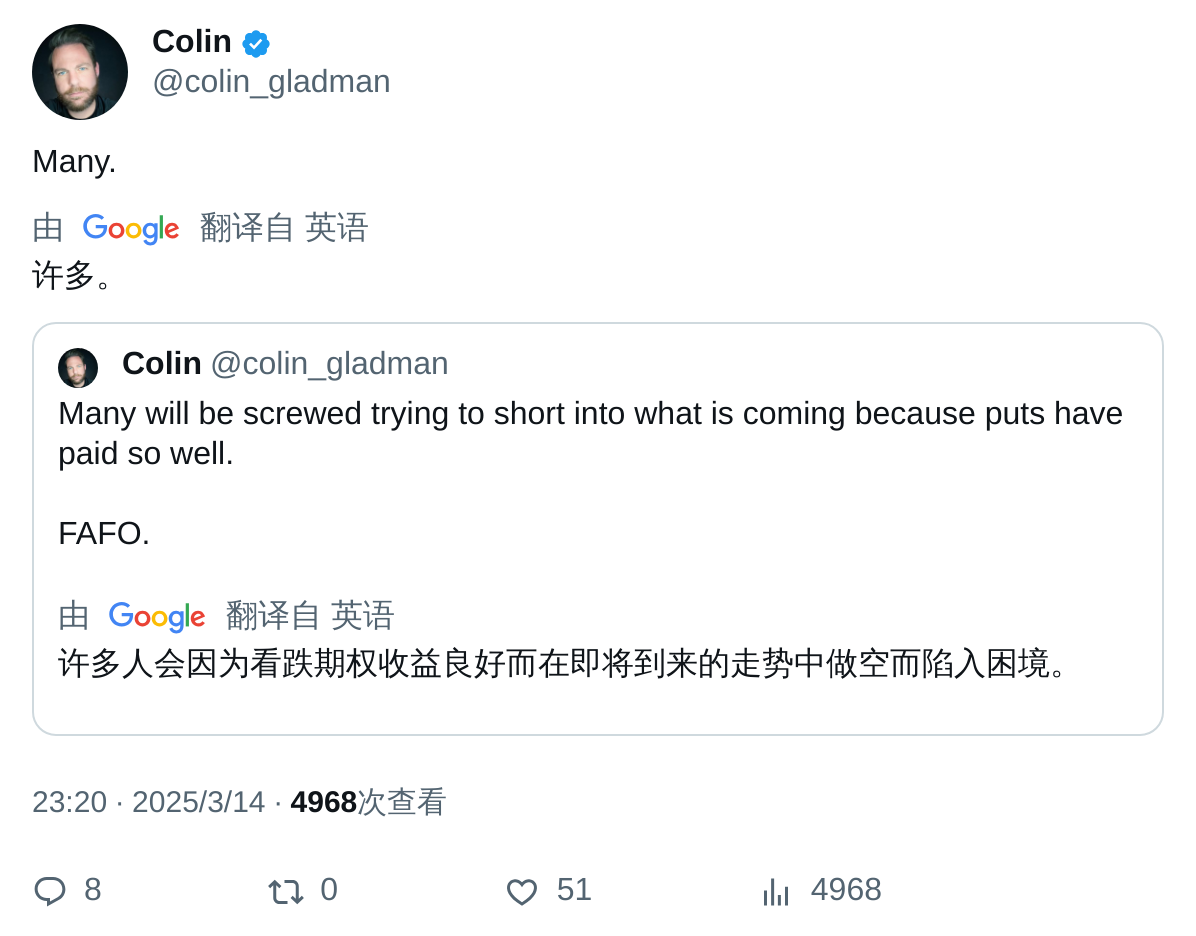 Colin
@colin_gladman
Many.
由 Google 翻译自 英语
许多。
Colin @colin_gladman
Many will be screwed trying to short into what is coming because puts have
paid so well.
FAFO.
由 Google 翻译自 英语
许多人会因为看跌期权收益良好而在即将到来的走势中做空而陷入困境。
23:20 · 2025/3/14 · 4968次查看
8 0 51 4968